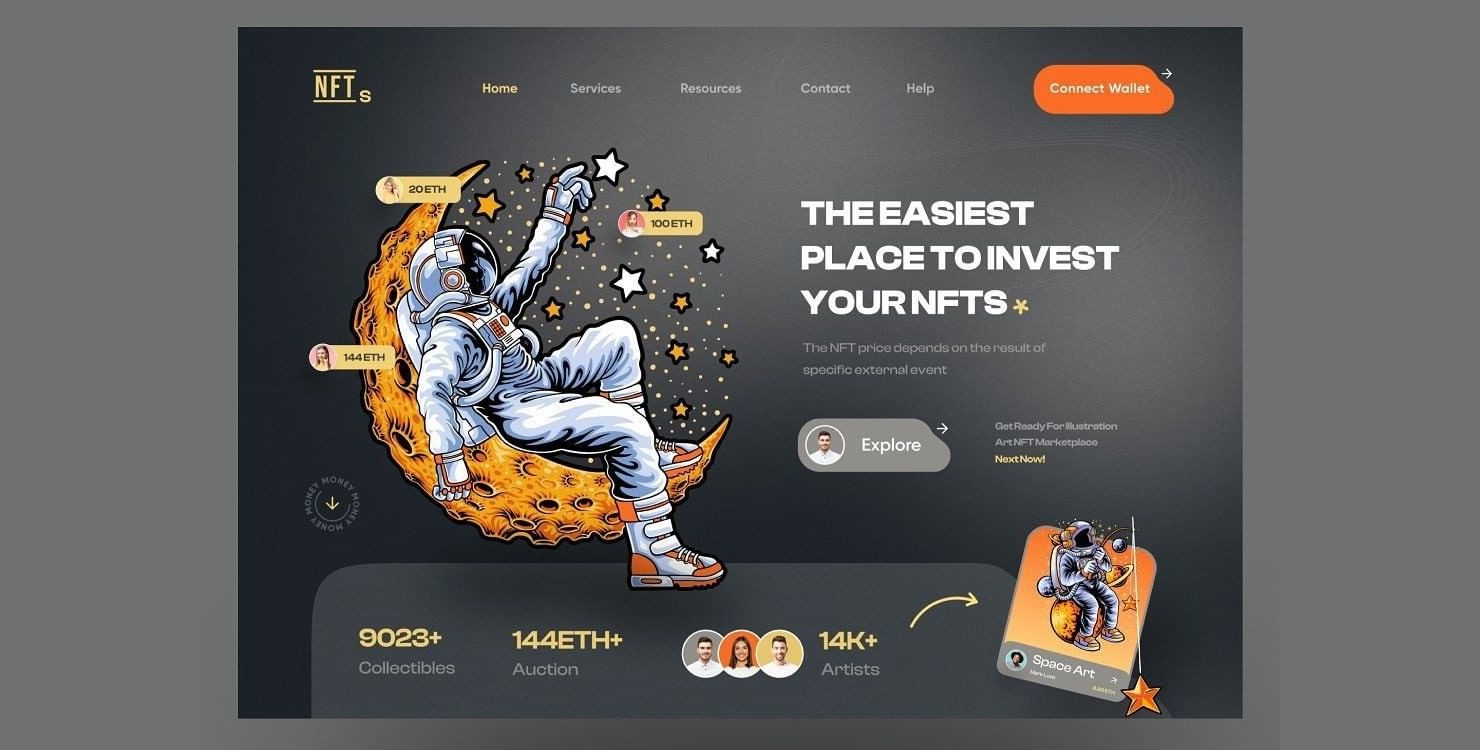 NFTs
Home Services Resources Contact Help
Connect Wallet
20 ETH
100 ETH
144 ETH
THE EASIEST
PLACE TO INVEST
YOUR NFTS
The NFT price depends on the result of
specific external event
Explore
Get Ready For Illustration
Art NFT Marketplace
Next Now!
MONEY MONEY MONEY MONEY MONEY
9023+
Collectibles
144ETH+
Auction
14K+
Artists
Space Art